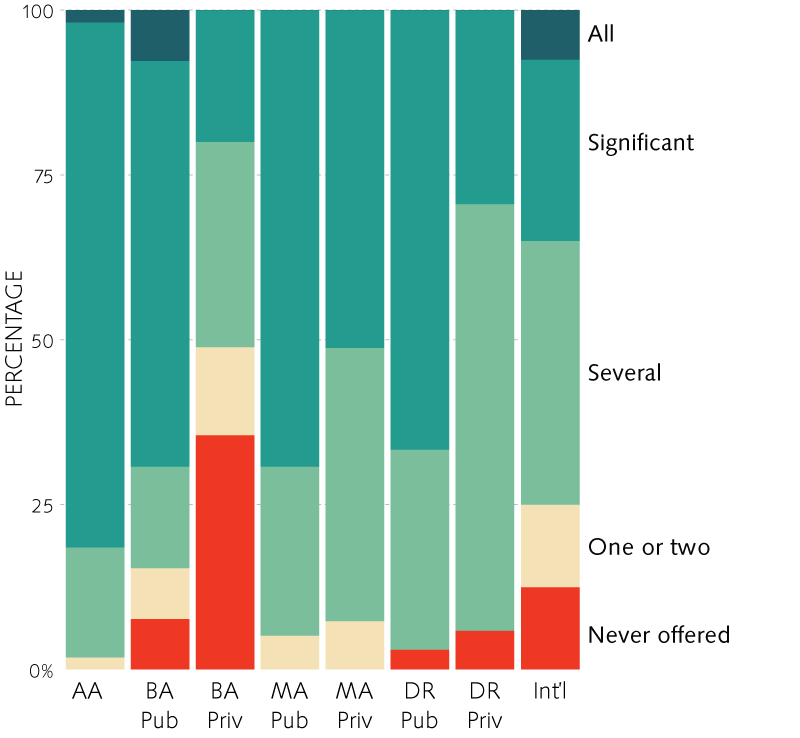 100
All
Significant
75
PERCENTAGE
50
Several
25
One or two
Never offered
0%
AA
BA
Pub
BA
Priv
MA
Pub
MA
Priv
DR
Pub
DR
Priv
Int'l